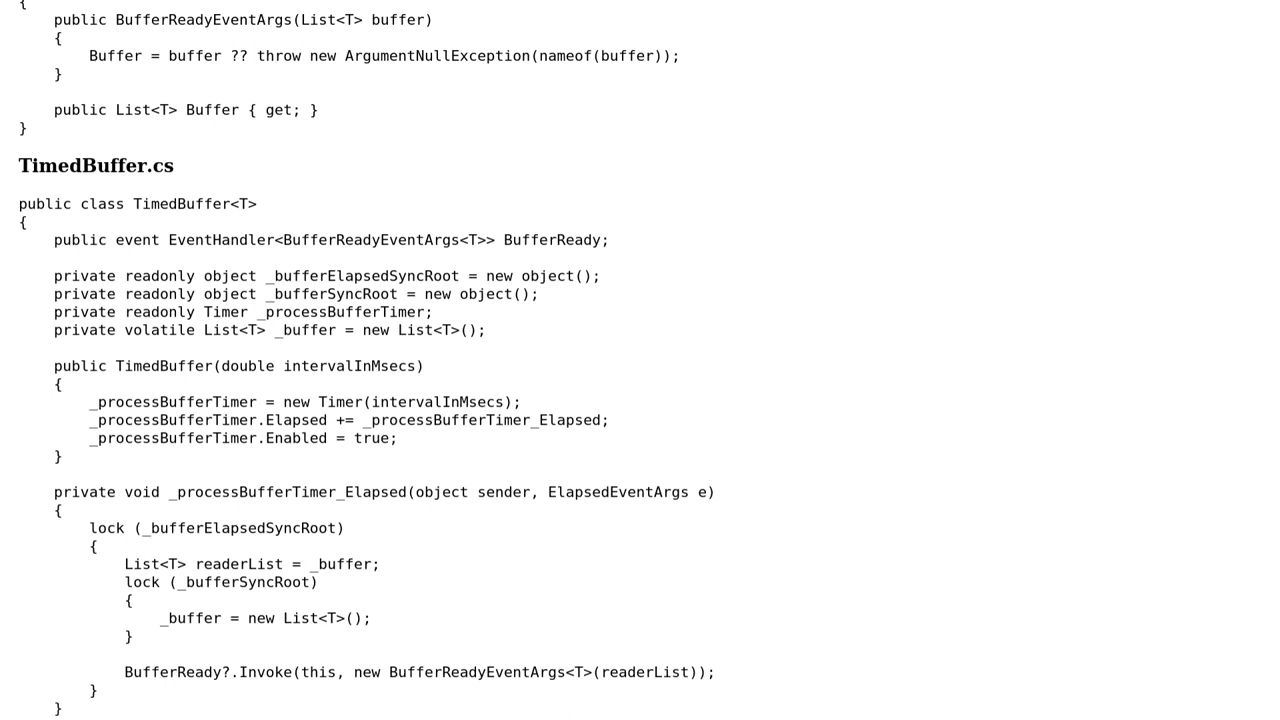 {
    public BufferReadyEventArgs(List<T> buffer)
    {
        Buffer = buffer ?? throw new ArgumentNullException(nameof(buffer));
    }

    public List<T> Buffer { get; }
}
TimedBuffer.cs
public class TimedBuffer<T>
{
    public event EventHandler<BufferReadyEventArgs<T>> BufferReady;

    private readonly object _bufferElapsedSyncRoot = new object();
    private readonly object _bufferSyncRoot = new object();
    private readonly Timer _processBufferTimer;
    private volatile List<T> _buffer = new List<T>();

    public TimedBuffer(double intervalInMsecs)
    {
        _processBufferTimer = new Timer(intervalInMsecs);
        _processBufferTimer.Elapsed += _processBufferTimer_Elapsed;
        _processBufferTimer.Enabled = true;
    }

    private void _processBufferTimer_Elapsed(object sender, ElapsedEventArgs e)
    {
        lock (_bufferElapsedSyncRoot)
        {
            List<T> readerList = _buffer;
            lock (_bufferSyncRoot)
            {
                _buffer = new List<T>();
            }

            BufferReady?.Invoke(this, new BufferReadyEventArgs<T>(readerList));
        }
    }